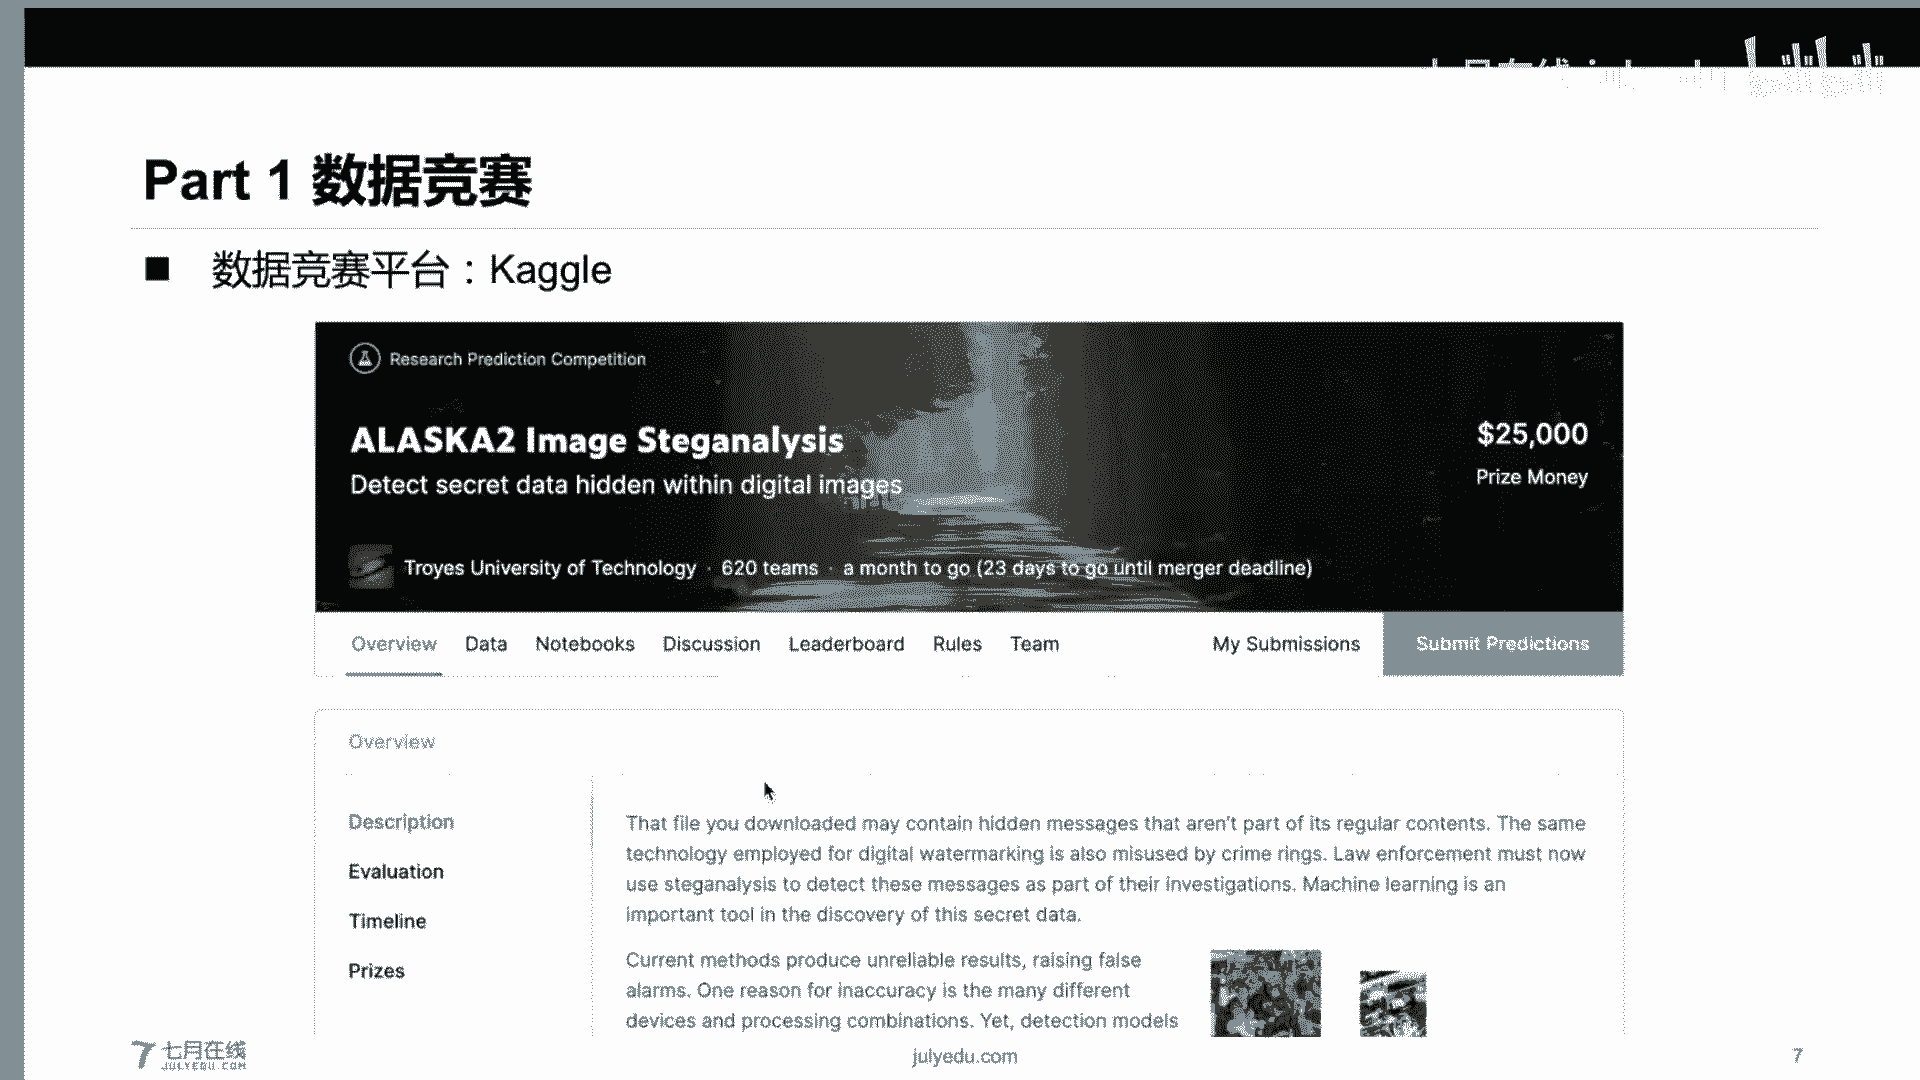 Part 1 数据竞赛
数据竞赛平台：Kaggle
Research Prediction Competition
ALASKA2 Image Steganalysis
Detect secret data hidden within digital images
$25,000
Prize Money
Troyes University of Technology · 620 teams · a month to go (23 days to go until merger deadline)
Overview Data Notebooks Discussion Leaderboard Rules Team My Submissions Submit Predictions
Overview
Description
Evaluation
Timeline
Prizes
That file you downloaded may contain hidden messages that aren't part of its regular contents. The same
technology employed for digital watermarking is also misused by crime rings. Law enforcement must now
use steganalysis to detect these messages as part of their investigations. Machine learning is an
important tool in the discovery of this secret data.
Current methods produce unreliable results, raising false
alarms. One reason for inaccuracy is the many different
devices and processing combinations. Yet, detection models
七月在线
JULYEDU.COM
julyedu.com
7